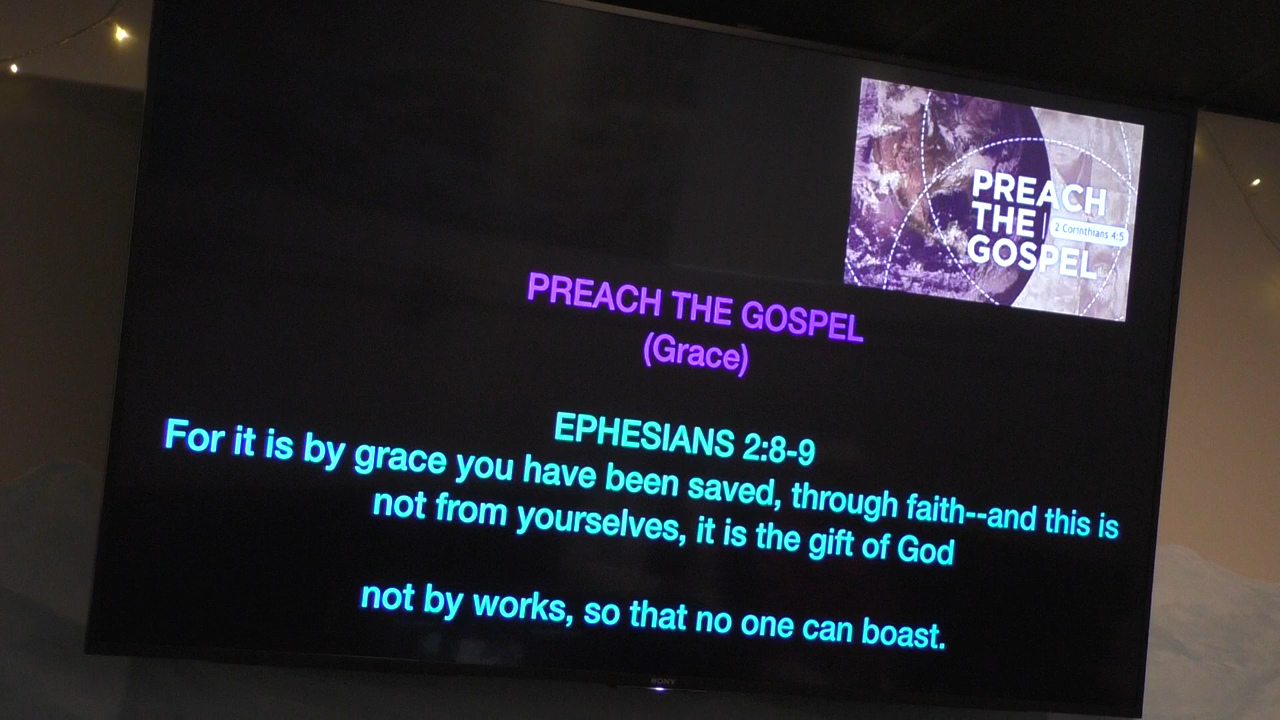 PREACH
THE
2 Corinthians 4:5
GOSPEL
PREACH THE GOSPEL
(Grace)
EPHESIANS 2:8-9
For it is by grace you have been saved, through faith--and this is
not from yourselves, it is the gift of God
not by works, so that no one can boast.
SONY